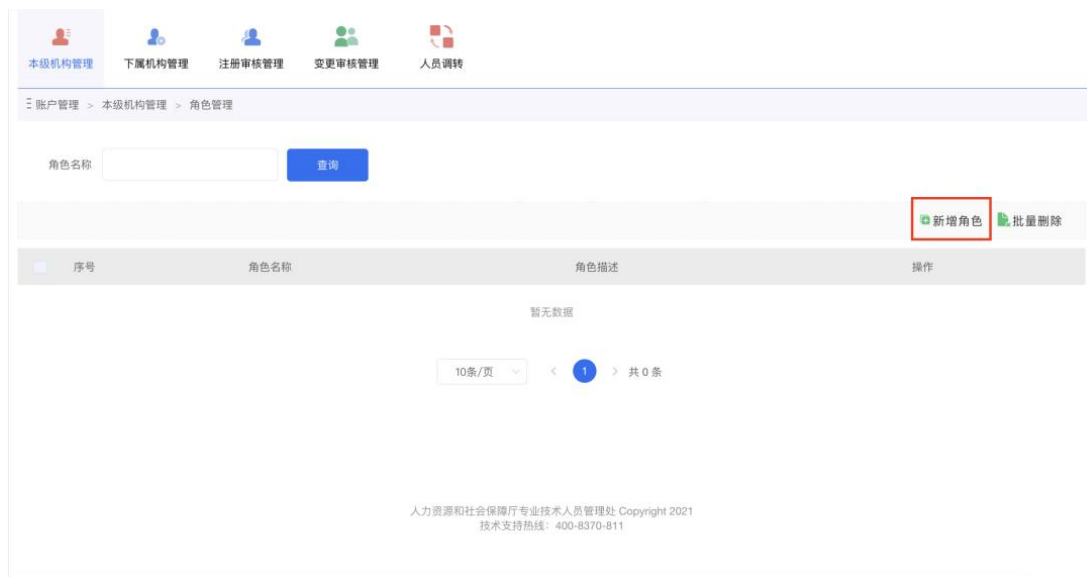 本级机构管理 下属机构管理 注册审核管理 变更审核管理 人员调转
账户管理 > 本级机构管理 > 角色管理
角色名称 查询
新增角色 批量删除
序号 角色名称 角色描述 操作
暂无数据
10条/页 < 1 > 共 0 条
人力资源和社会保障厅专业技术人员管理处 Copyright 2021
技术支持热线：400-8370-811